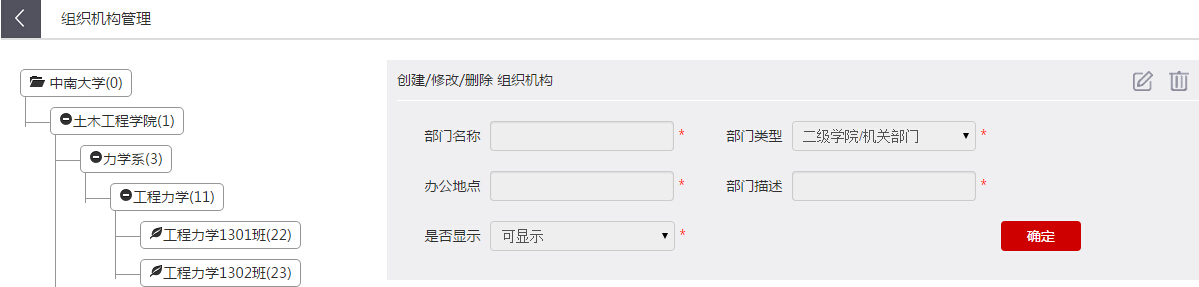 组织机构管理
中南大学(0)
土木工程学院(1)
力学系(3)
工程力学(11)
工程力学1301班(22)
工程力学1302班(23)
创建/修改/删除 组织机构
部门名称 * 部门类型 二级学院/机关部门 *
办公地点 * 部门描述 *
是否显示 可显示 * 确定